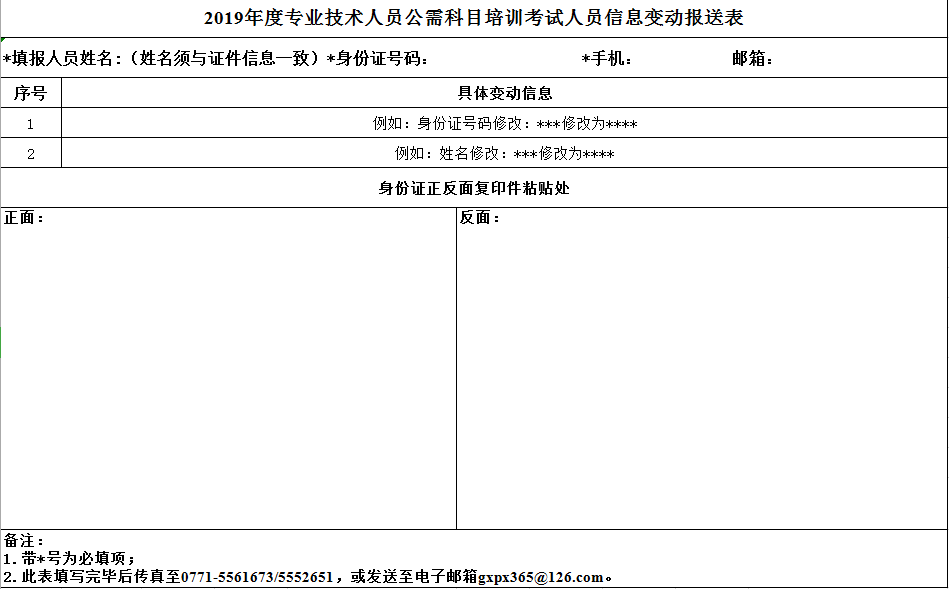 2019年度专业技术人员公需科目培训考试人员信息变动报送表
*填报人员姓名：（姓名须与证件信息一致）*身份证号码： *手机： 邮箱：
序号 具体变动信息
1 例如：身份证号码修改：***修改为****
2 例如：姓名修改：***修改为****
身份证正反面复印件粘贴处
正面： 反面：
备注：
1.带*号为必填项；
2.此表填写完毕后传真至0771-5561673/5552651，或发送至电子邮箱gxpx365@126.com。